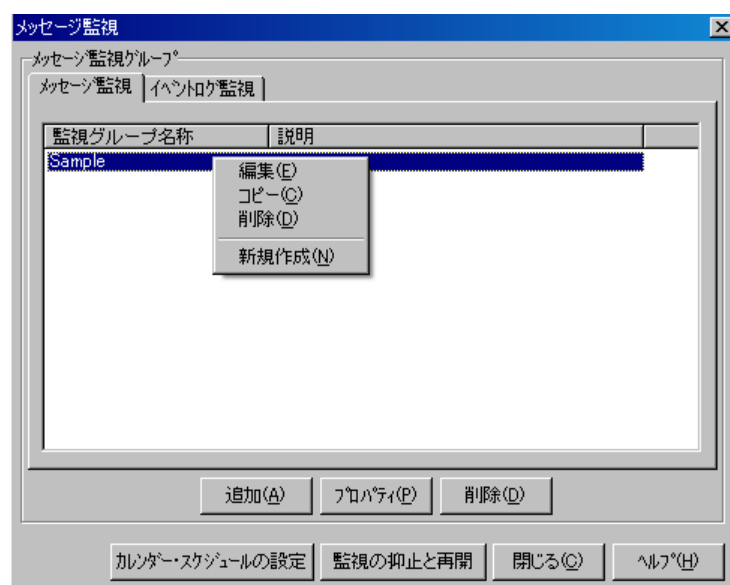 メッセージ監視
メッセージ監視グループ
メッセージ監視 イベントログ監視
監視グループ名称 説明
Sample
編集(E)
コピー(C)
削除(D)
新規作成(N)
追加(A) プロパティ(P) 削除(D)
カレンダー・スケジュールの設定 監視の抑止と再開 閉じる(C) ヘルプ(H)